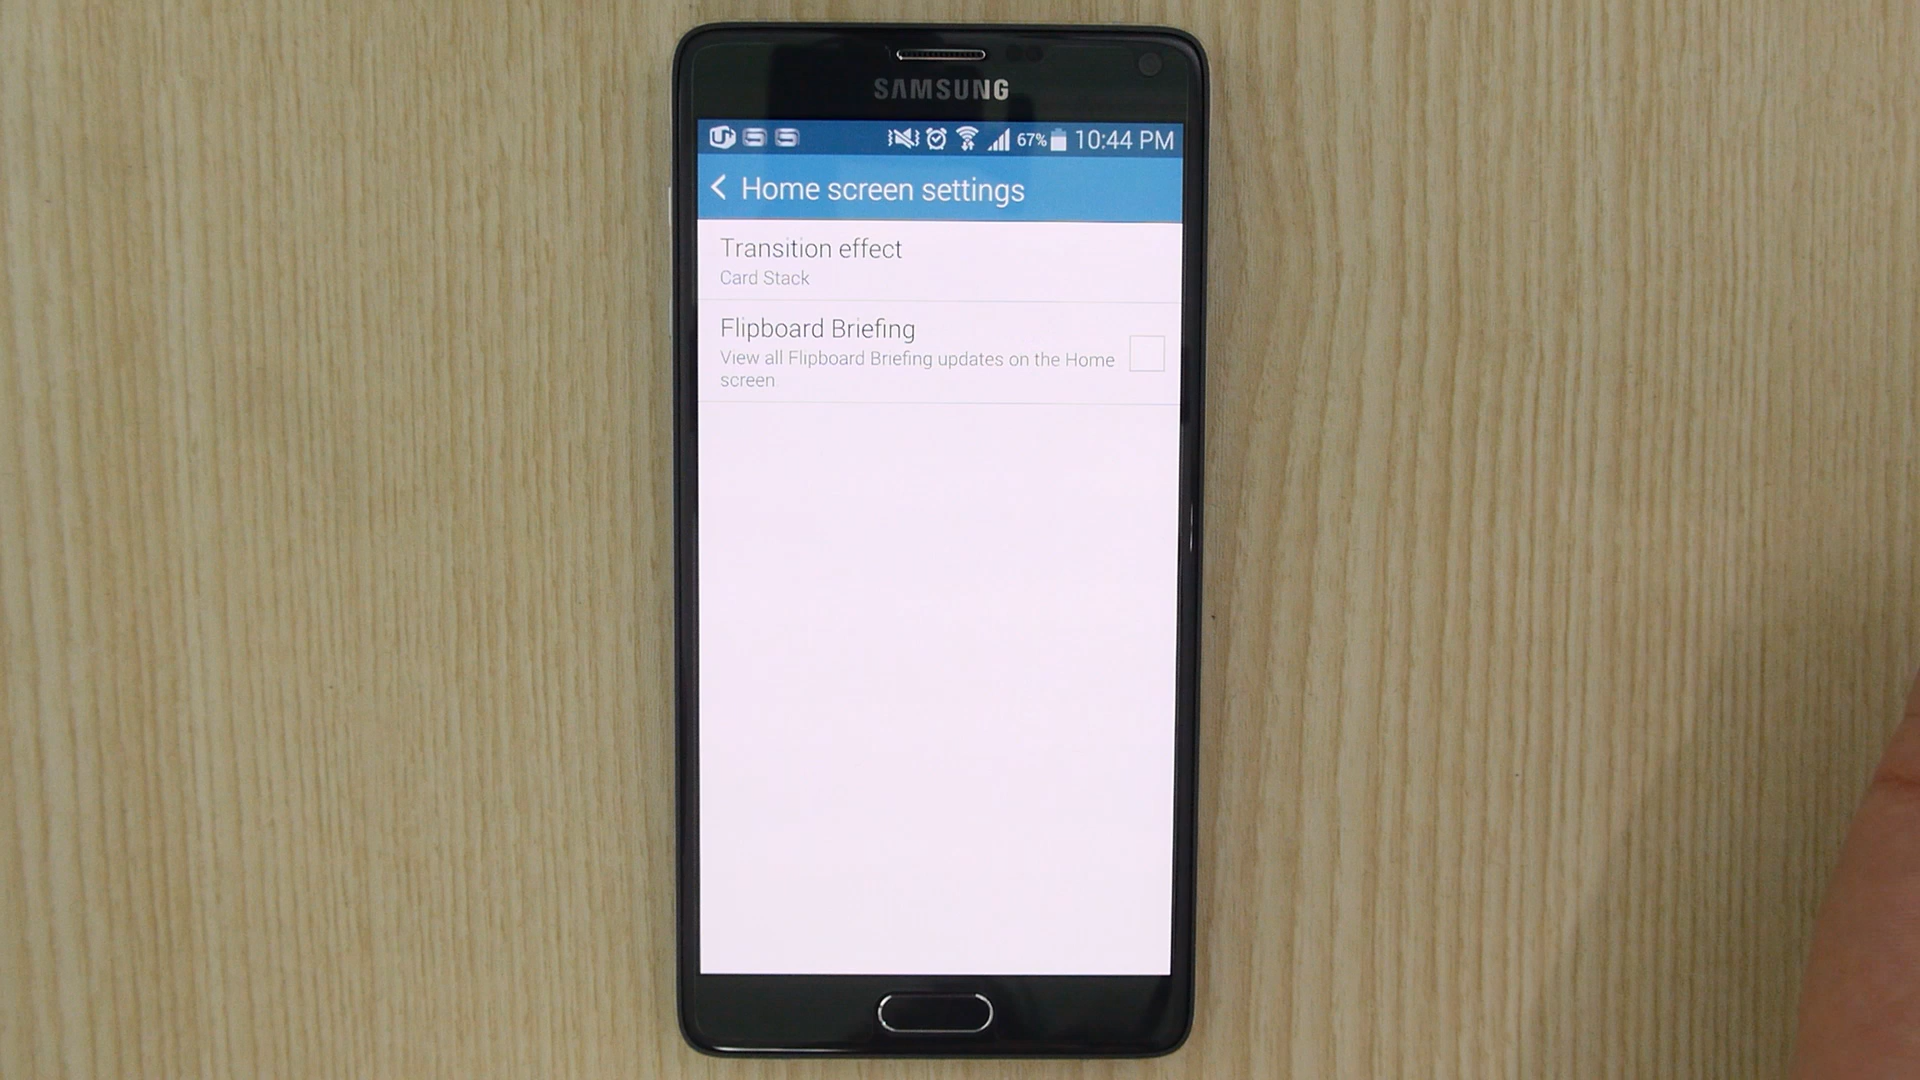 SAMSUNG
67% 10:44 PM
Home screen settings
Transition effect
Card Stack
Flipboard Briefing
View all Flipboard Briefing updates on the Home
screen